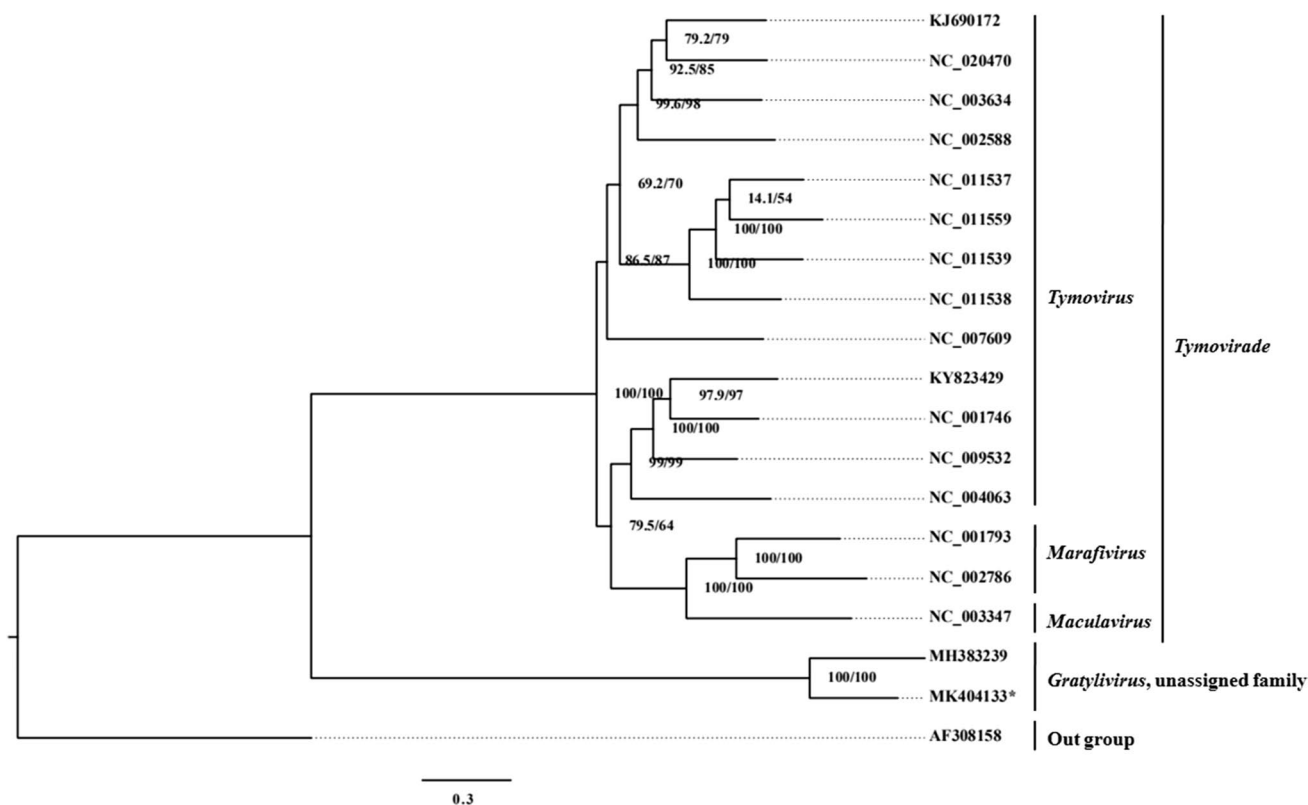 KJ690172
79.2/79
NC_020470
92.5/85
NC_003634
99.6/98
NC_002588
NC_011537
69.2/70
14.1/54
NC_011559
100/100
NC_011539
86.5/87
100/100
NC_011538
Tymovirus
NC_007609
Tymovirade
KY823429
100/100
97.9/97
NC_001746
100/100
NC_009532
99/99
NC_004063
79.5/64
NC_001793
Marafivirus
100/100
NC_002786
100/100
NC_003347
Maculavirus
MH383239
100/100
Gratylivirus, unassigned family
MK404133*
AF308158
Out group
0.3